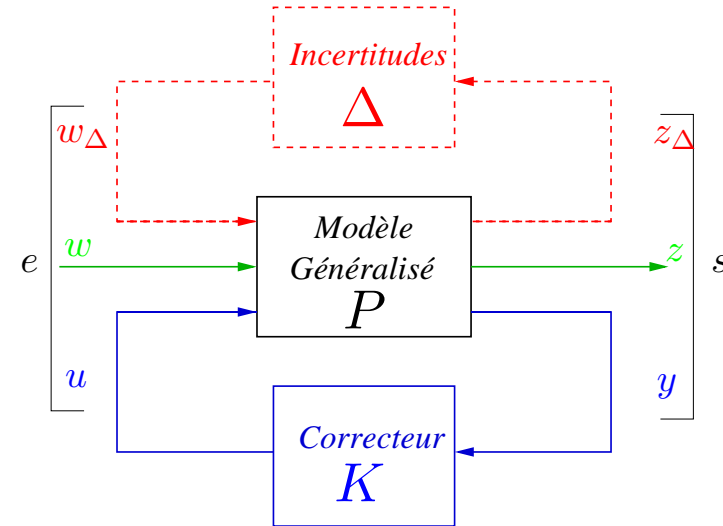 Incertitudes
Δ
w_Δ
z_Δ
Modèle
Généralisé
P
e
w
z
s
u
y
Correcteur
K